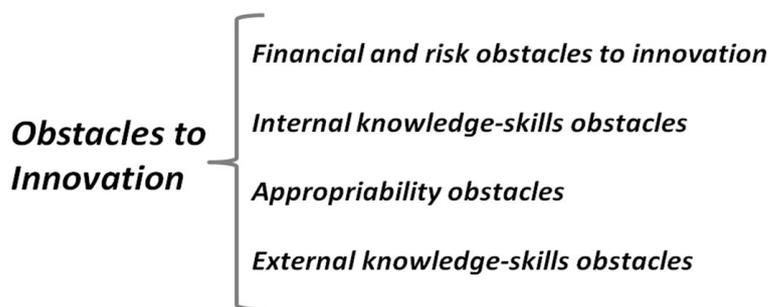 Obstacles to
Innovation
Financial and risk obstacles to innovation
Internal knowledge-skills obstacles
Appropriability obstacles
External knowledge-skills obstacles